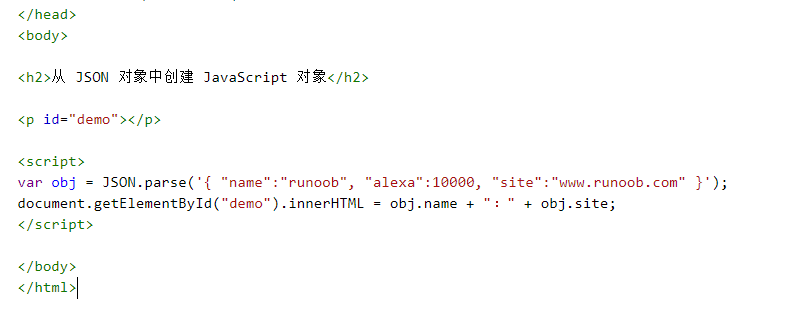 </head>
<body>
<h2>从 JSON 对象中创建 JavaScript 对象</h2>
<p id="demo"></p>
<script>
var obj = JSON.parse('{ "name":"runoob", "alexa":10000, "site":"www.runoob.com" }');
document.getElementById("demo").innerHTML = obj.name + "：" + obj.site;
</script>
</body>
</html>